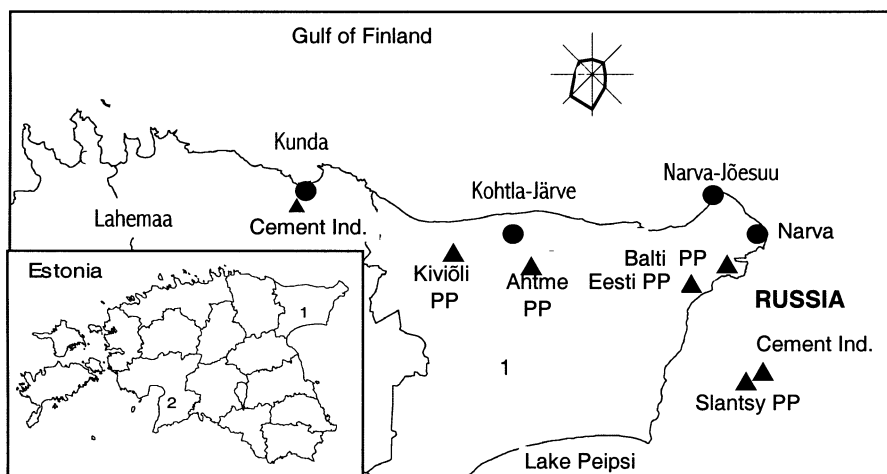 Gulf of Finland
Kunda
Narva-Jõesuu
Kohtla-Järve
Lahemaa
Cement Ind.
Narva
Balti PP
Eesti PP
Kiviõli
PP
Ahtme
PP
RUSSIA
Estonia
1
2
1
Cement Ind.
Slantsy PP
Lake Peipsi